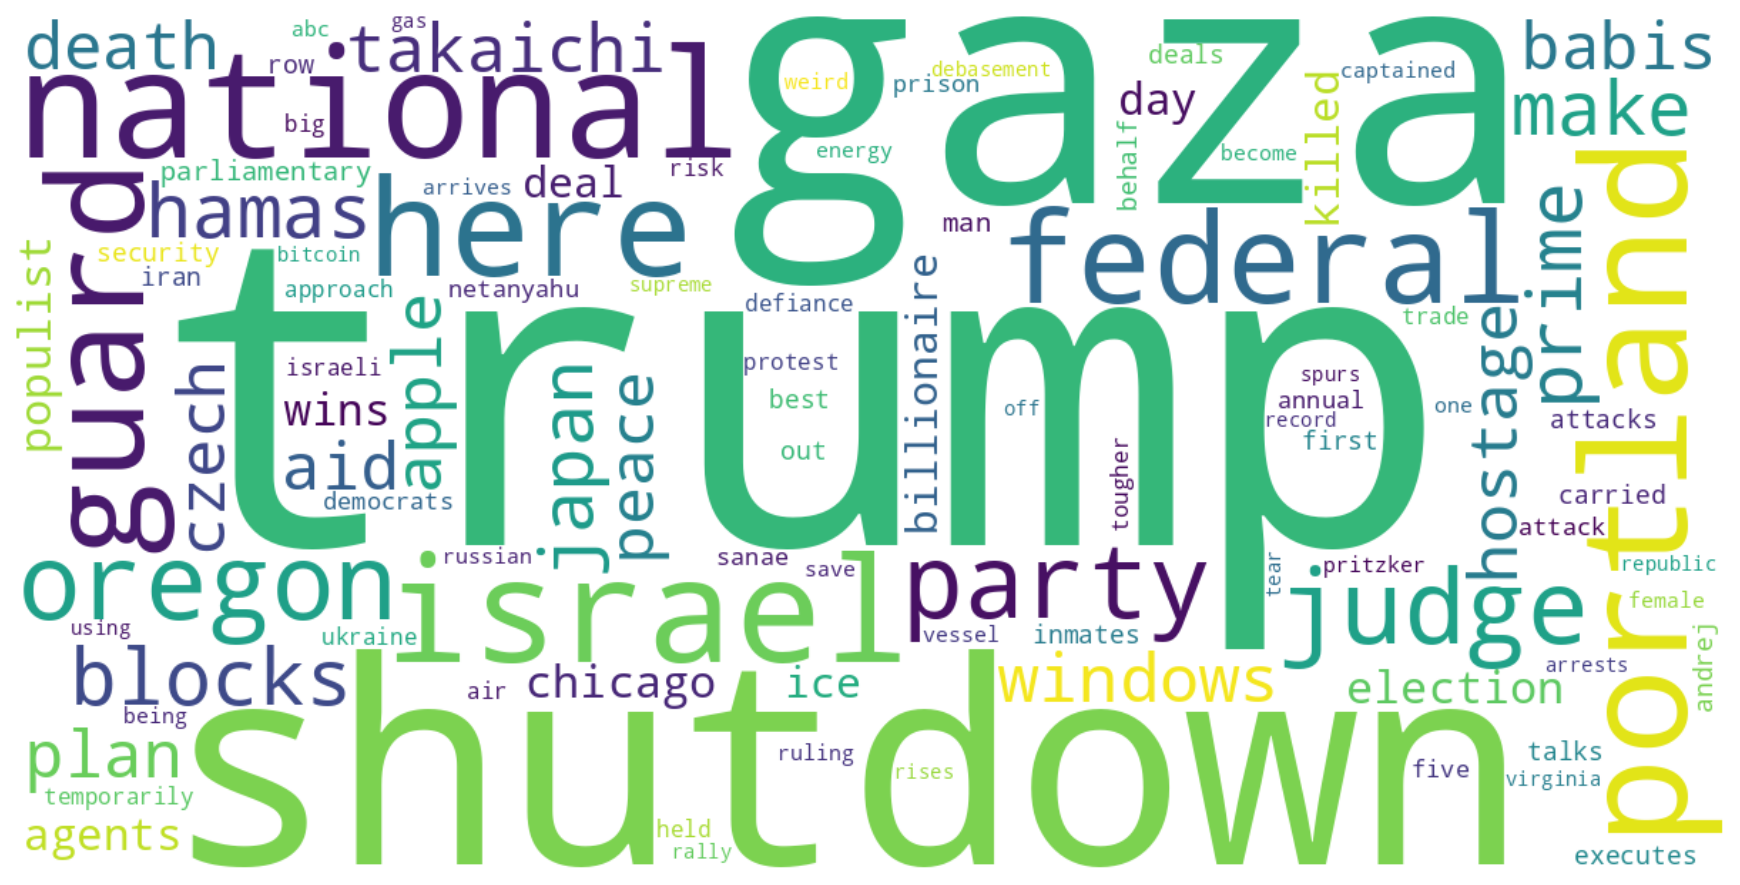 death
abc
gas
takaichi
row
national
gaza
weird
debasement
prison
deals
captained
babis
day
make
big
killed
behalf
energy
become
parliamentary
risk
arrives
deal
guard
hamas
here
man
federal
prime
portland
security
bitcoin
iran
approach
netanyahu
supreme
populist
trump
defiance
billionaire
trade
hostage
apple
israeli
protest
spurs
czech
wins
japan
peace
best
off
annual
one
record
first
attacks
aid
out
tougher
democrats
carried
attack
oregon
russian
israel
sanae
save
party
tear
pritzker
judge
republic
female
using
ukraine
vessel
inmates
andrej
blocks
air
chicago
ice
windows
election
arrests
being
shutdown
plan
ruling
rises
five
talks
virginia
temporarily
agents
held
rally
executes